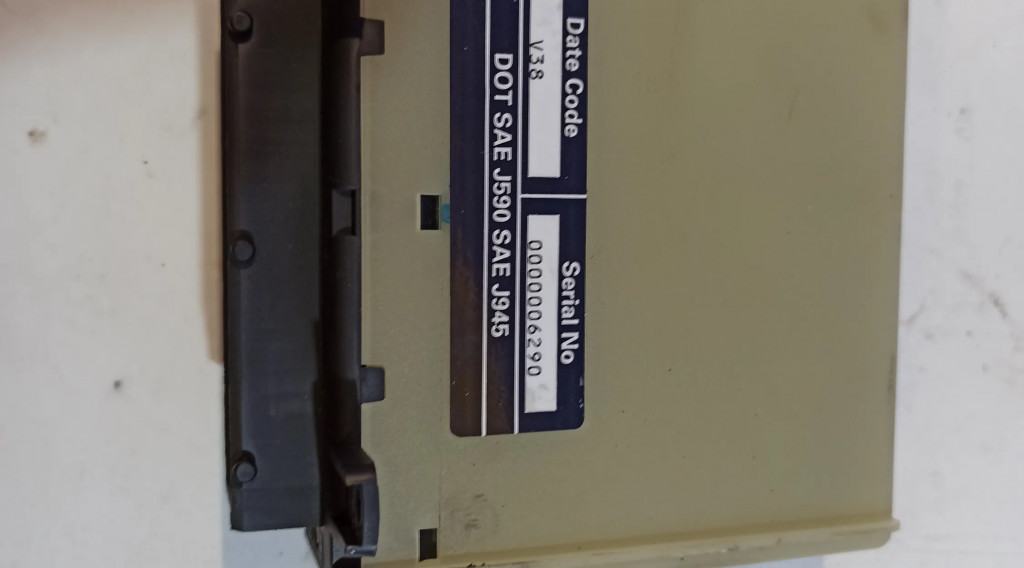 Date Code Serial No
V38 0000006290
DOT SAE J590 SAE J945